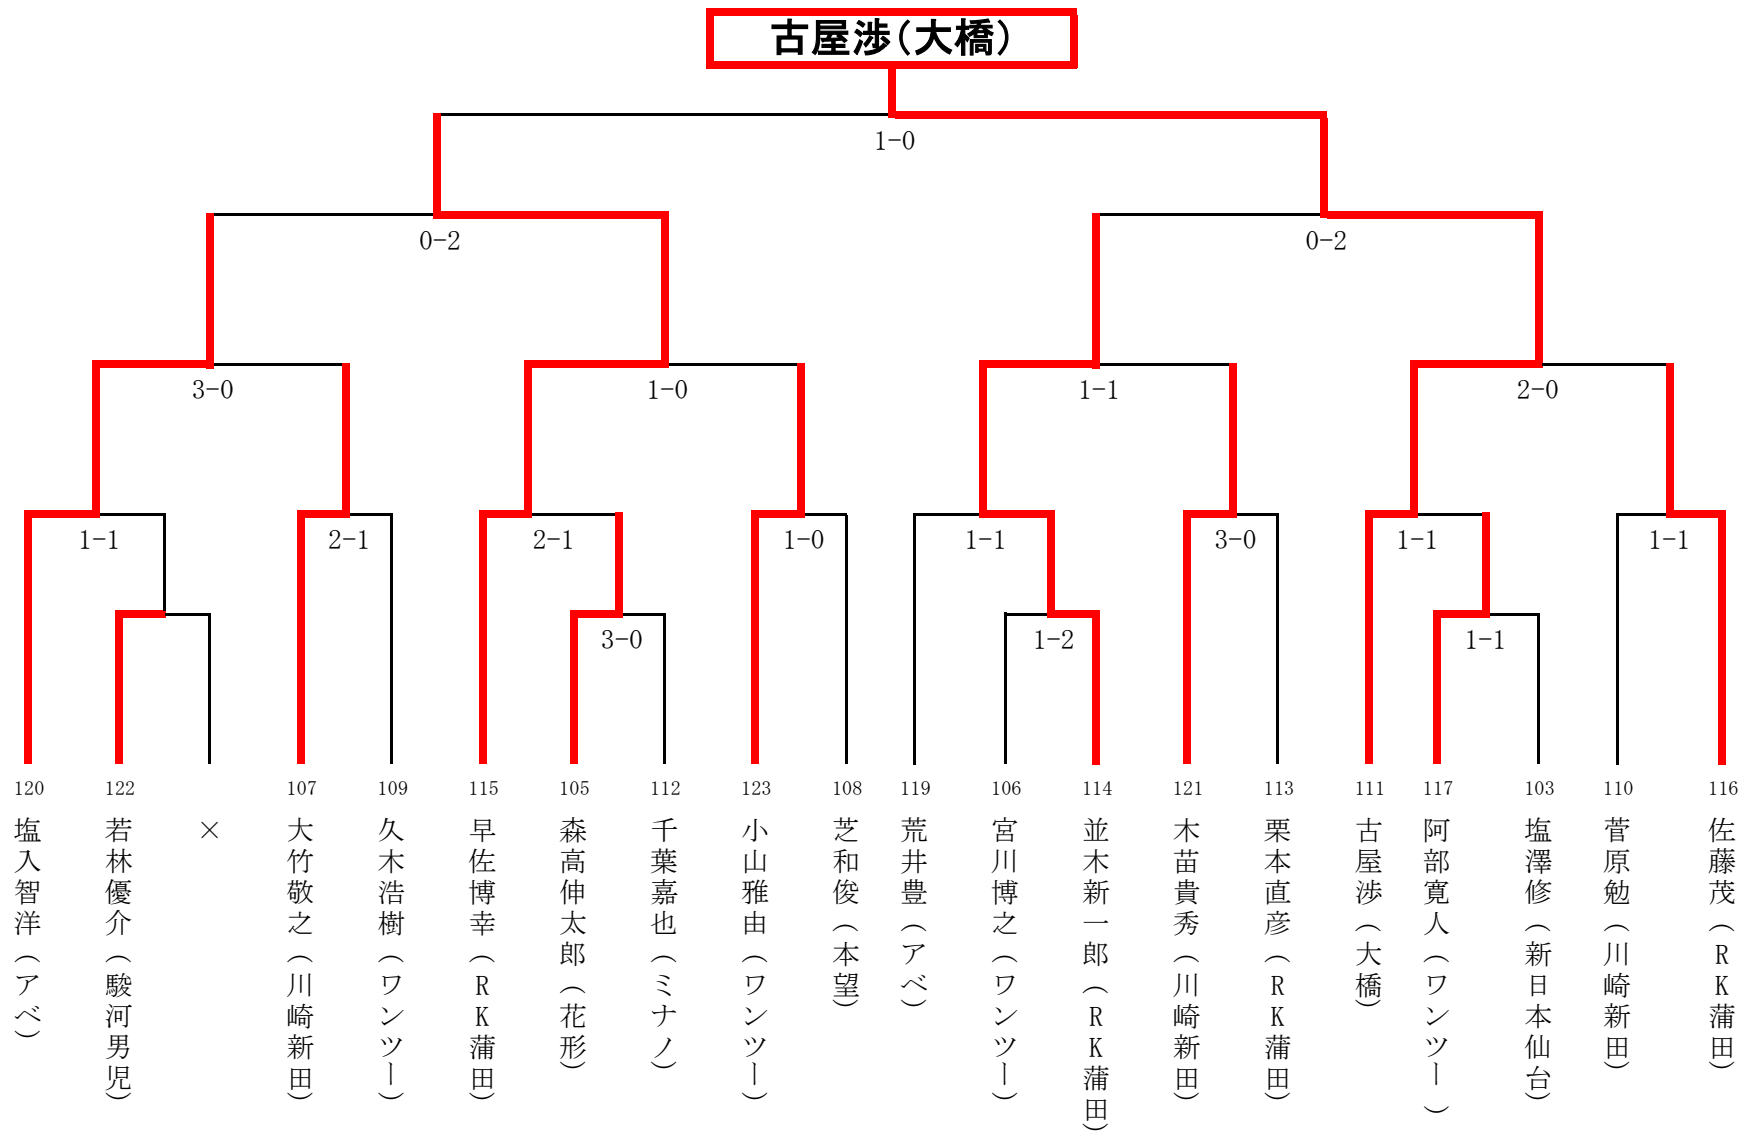 古屋渉(大橋)
1-0
0-2
0-2
3-0
1-0
1-1
2-0
1-1
2-1
2-1
1-0
1-1
3-0
1-1
1-1
3-0
1-2
1-1
120
122
107
109
115
105
112
123
108
119
106
114
121
113
111
117
103
110
116
塩入智洋(アベ)
若林優介(駿河男児)
×
大竹敬之(川崎新田)
久木浩樹(ワンツー)
早佐博幸(RK蒲田)
森高伸太郎(花形)
千葉嘉也(ミナノ)
小山雅由(ワンツー)
芝和俊(本望)
荒井豊(アベ)
宮川博之(ワンツー)
並木新一郎(RK蒲田)
木苗貴秀(川崎新田)
栗本直彦(RK蒲田)
古屋渉(大橋)
阿部寛人(ワンツー)
塩澤修(新日本仙台)
菅原勉(川崎新田)
佐藤茂(RK蒲田)